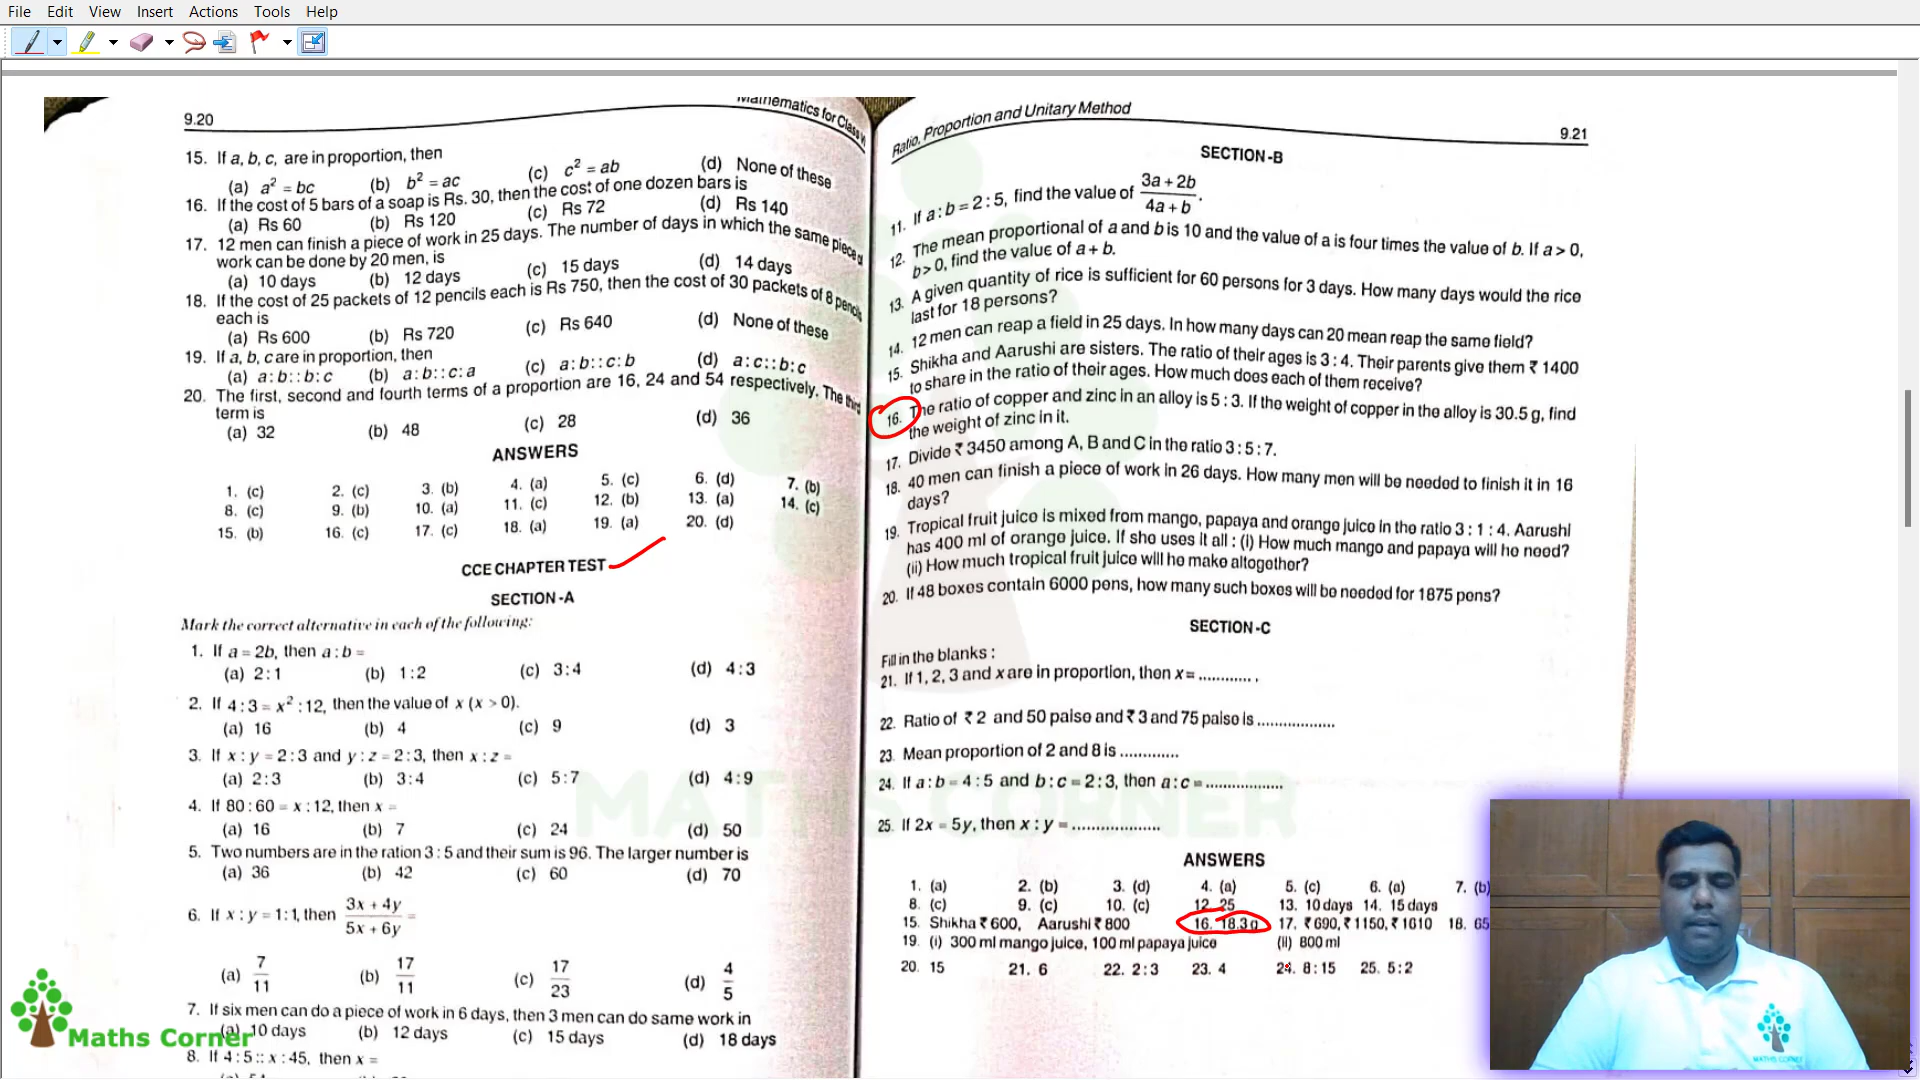 File Edit View Insert Actions Tools Help
9.20
Mathematics for Class VI
15. If a, b, c, are in proportion, then
(a) a² = bc (b) b² = ac (c) c² = ab (d) None of these
16. If the cost of 5 bars of a soap is Rs. 30, then the cost of one dozen bars is
(a) Rs 60 (b) Rs 120 (c) Rs 72 (d) Rs 140
17. 12 men can finish a piece of work in 25 days. The number of days in which the same piece of
work can be done by 20 men, is
(a) 10 days (b) 12 days (c) 15 days (d) 14 days
18. If the cost of 25 packets of 12 pencils each is Rs 750, then the cost of 30 packets of 8 pencils
each is
(a) Rs 600 (b) Rs 720 (c) Rs 640 (d) None of these
19. If a, b, c are in proportion, then
(a) a : b : : b : c (b) a : b : : c : a (c) a : b : : c : b (d) a : c : : b : c
20. The first, second and fourth terms of a proportion are 16, 24 and 54 respectively. The third
term is
(a) 32 (b) 48 (c) 28 (d) 36
ANSWERS
1. (c) 2. (c) 3. (b) 4. (a) 5. (c) 6. (d) 7. (b)
8. (c) 9. (b) 10. (a) 11. (c) 12. (b) 13. (a) 14. (c)
15. (b) 16. (c) 17. (c) 18. (a) 19. (a) 20. (d)
CCE CHAPTER TEST
SECTION -A
Mark the correct alternative in each of the following:
1. If a = 2b, then a : b =
(a) 2 : 1 (b) 1 : 2 (c) 3 : 4 (d) 4 : 3
2. If 4 : 3 = x² : 12, then the value of x (x > 0).
(a) 16 (b) 4 (c) 9 (d) 3
3. If x : y = 2 : 3 and y : z = 2 : 3, then x : z =
(a) 2 : 3 (b) 3 : 4 (c) 5 : 7 (d) 4 : 9
4. If 80 : 60 = x : 12, then x =
(a) 16 (b) 7 (c) 24 (d) 50
5. Two numbers are in the ration 3 : 5 and their sum is 96. The larger number is
(a) 36 (b) 42 (c) 60 (d) 70
6. If x : y = 1 : 1, then (3x + 4y)/(5x + 6y) =
(a) 7/11 (b) 17/11 (c) 17/23 (d) 4/5
7. If six men can do a piece of work in 6 days, then 3 men can do same work in
(a) 10 days (b) 12 days (c) 15 days (d) 18 days
8. If 4 : 5 : : x : 45, then x =
Ratio, Proportion and Unitary Method
9.21
SECTION -B
11. If a : b = 2 : 5, find the value of (3a + 2b)/(4a + b).
12. The mean proportional of a and b is 10 and the value of a is four times the value of b. If a > 0,
b > 0, find the value of a + b.
13. A given quantity of rice is sufficient for 60 persons for 3 days. How many days would the rice
last for 18 persons?
14. 12 men can reap a field in 25 days. In how many days can 20 mean reap the same field?
15. Shikha and Aarushi are sisters. The ratio of their ages is 3 : 4. Their parents give them ₹ 1400
to share in the ratio of their ages. How much does each of them receive?
16. The ratio of copper and zinc in an alloy is 5 : 3. If the weight of copper in the alloy is 30.5 g, find
the weight of zinc in it.
17. Divide ₹ 3450 among A, B and C in the ratio 3 : 5 : 7.
18. 40 men can finish a piece of work in 26 days. How many men will be needed to finish it in 16
days?
19. Tropical fruit juice is mixed from mango, papaya and orange juice in the ratio 3 : 1 : 4. Aarushi
has 400 ml of orange juice. If she uses it all : (i) How much mango and papaya will he need?
(ii) How much tropical fruit juice will he make altogether?
20. If 48 boxes contain 6000 pens, how many such boxes will be needed for 1875 pens?
SECTION -C
Fill in the blanks :
21. If 1, 2, 3 and x are in proportion, then x = ............ .
22. Ratio of ₹ 2 and 50 paise and ₹ 3 and 75 paise is ..................
23. Mean proportion of 2 and 8 is .............
24. If a : b = 4 : 5 and b : c = 2 : 3, then a : c = ..................
25. If 2x = 5y, then x : y = ....................
ANSWERS
1. (a) 2. (b) 3. (d) 4. (a) 5. (c) 6. (a) 7. (b)
8. (c) 9. (c) 10. (c) 12. 25 13. 10 days 14. 15 days
15. Shikha ₹ 600, Aarushi ₹ 800 16. 18.3 g 17. ₹ 690, ₹ 1150, ₹ 1610 18. 65
19. (i) 300 ml mango juice, 100 ml papaya juice (ii) 800 ml
20. 15 21. 6 22. 2 : 3 23. 4 24. 8 : 15 25. 5 : 2
MATHS CORNER
Maths Corner
MATHS CORNER